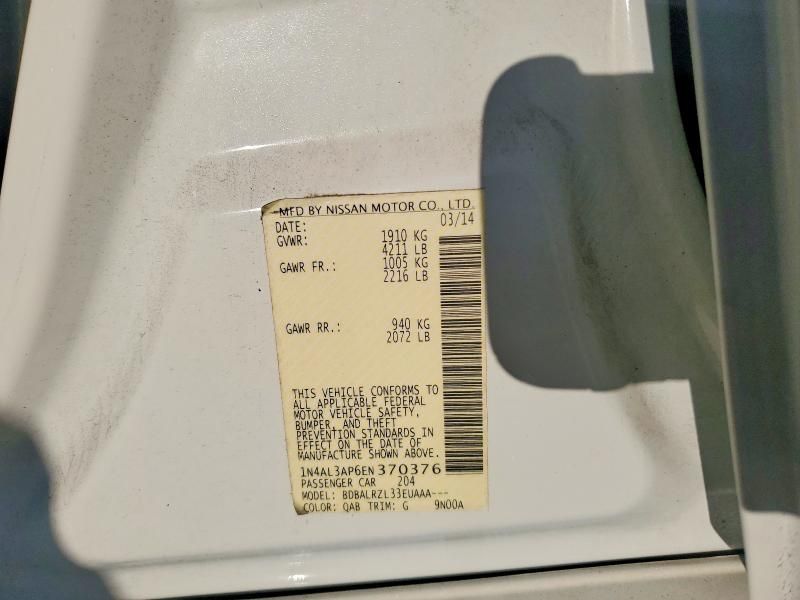 MFD BY NISSAN MOTOR CO., LTD.
DATE: 03/14
GVWR: 1910 KG
4211 LB
GAWR FR.: 1005 KG
2216 LB
GAWR RR.: 940 KG
2072 LB
THIS VEHICLE CONFORMS TO
ALL APPLICABLE FEDERAL
MOTOR VEHICLE SAFETY,
BUMPER, AND THEFT
PREVENTION STANDARDS IN
EFFECT ON THE DATE OF
MANUFACTURE SHOWN ABOVE.
1N4AL3AP6EN370376
PASSENGER CAR 204
MODEL: BDBALRZL33EUAAA---
COLOR: QAB TRIM: G 9N00A